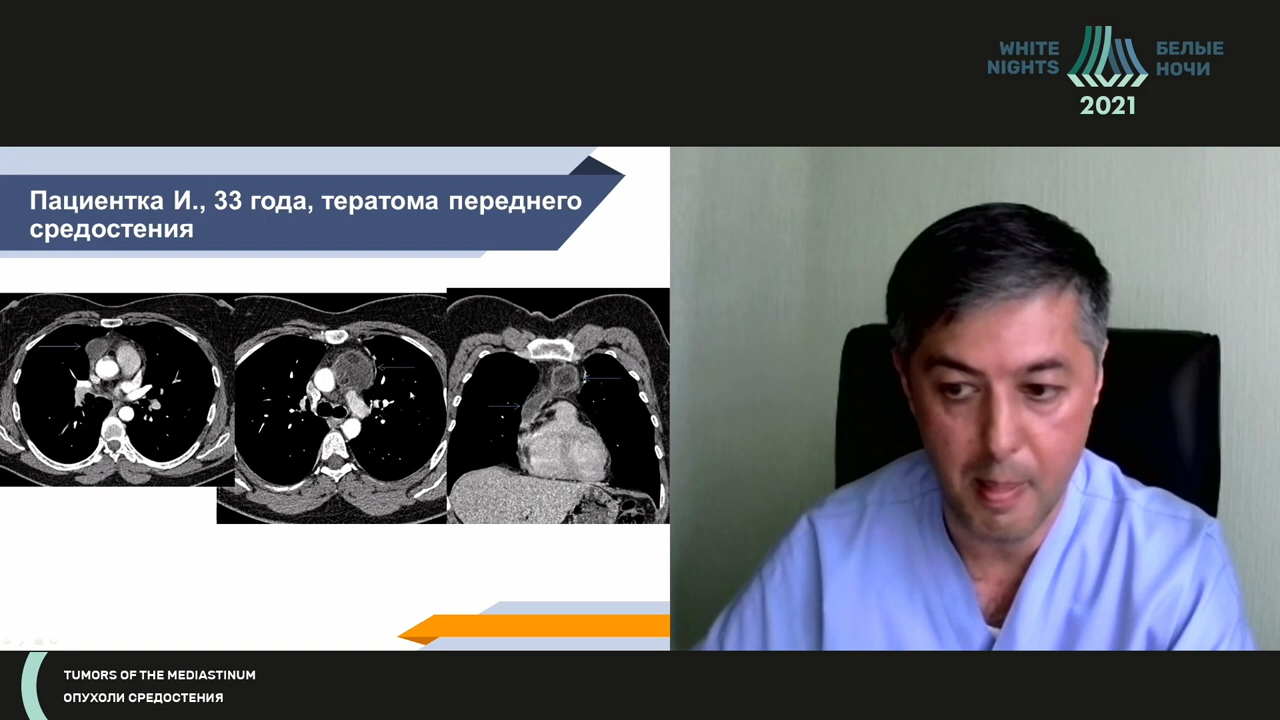 WHITE
NIGHTS
БЕЛЫЕ
НОЧИ
2021
Пациентка И., 33 года, тератома переднего
средостения
TUMORS OF THE MEDIASTINUM
ОПУХОЛИ СРЕДОСТЕНИЯ